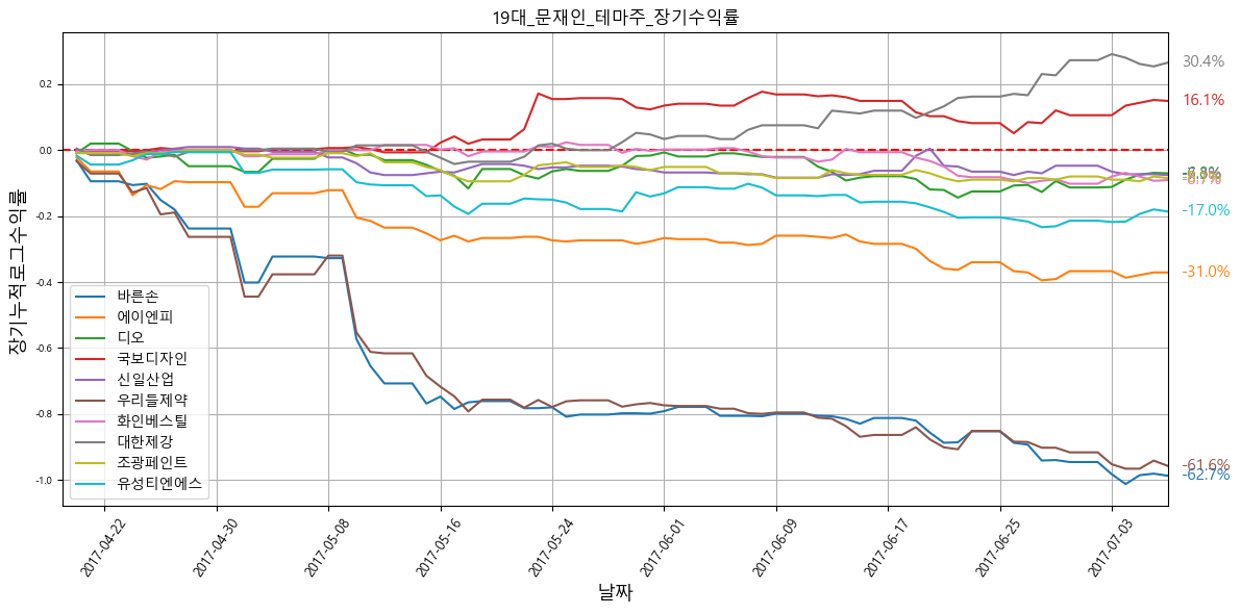 19대_문재인_테마주_장기수익률
장기누적로그수익률
0.2
0.0
-0.2
-0.4
-0.6
-0.8
-1.0
30.4%
16.1%
-17.0%
-31.0%
-61.6%
-62.7%
바른손
에이엔피
디오
국보디자인
신일산업
우리들제약
화인베스틸
대한제강
조광페인트
유성티엔에스
2017-04-22
2017-04-30
2017-05-08
2017-05-16
2017-05-24
2017-06-01
2017-06-09
2017-06-17
2017-06-25
2017-07-03
날짜